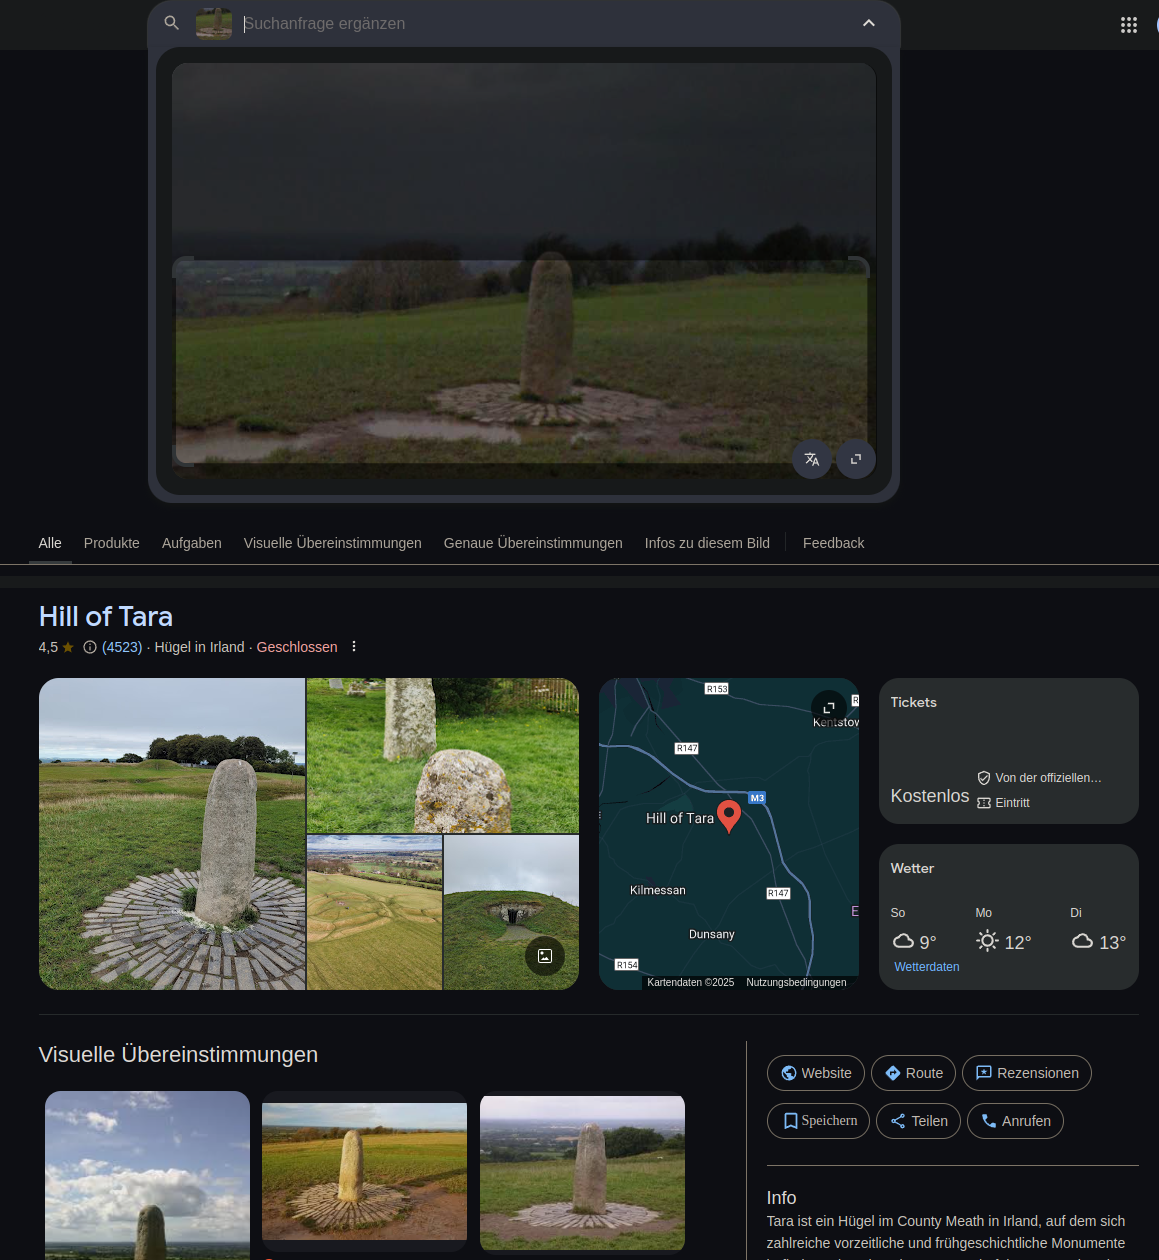 Suchanfrage ergänzen
Alle Produkte Aufgaben Visuelle Übereinstimmungen Genaue Übereinstimmungen Infos zu diesem Bild Feedback
Hill of Tara
4,5 (4523) · Hügel in Irland · Geschlossen
R153
Kentstow
R147
M3
Hill of Tara
Kilmessan
R147
E
Dunsany
R154
Kartendaten ©2025 Nutzungsbedingungen
Tickets
Kostenlos
Von der offiziellen…
Eintritt
Wetter
So Mo Di
9° 12° 13°
Wetterdaten
Visuelle Übereinstimmungen
Website Route Rezensionen
Speichern Teilen Anrufen
Info
Tara ist ein Hügel im County Meath in Irland, auf dem sich
zahlreiche vorzeitliche und frühgeschichtliche Monumente